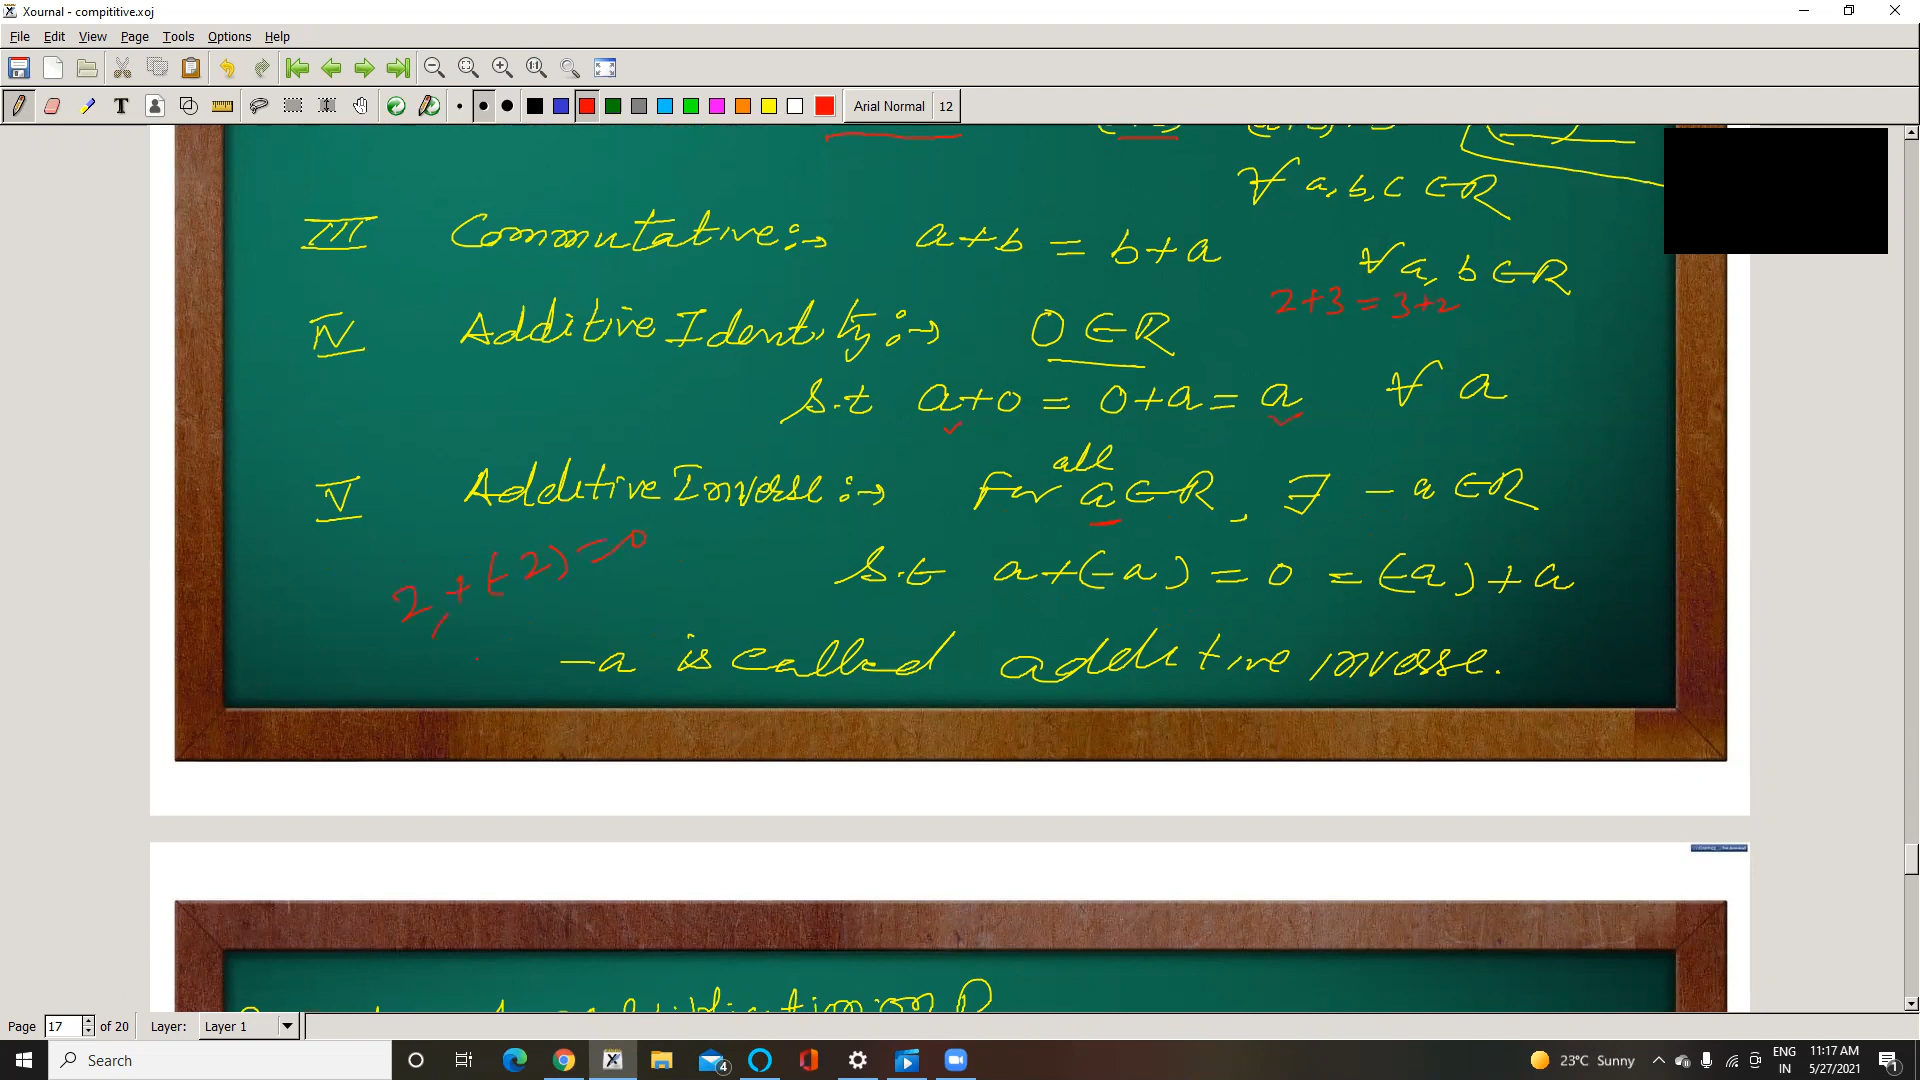 Xournal - compititive.xoj
File Edit View Page Tools Options Help
Arial Normal 12
∀ a, b, c ∈ R
III Commutative:→ a+b = b+a ∀ a, b ∈ R
2+3 = 3+2
IV Additive Identity:→ 0 ∈ R
S.t a+0 = 0+a = a ∀ a
all
V Additive Inverse:→ For a ∈ R, ∃ -a ∈ R
2+(-2)=0
S.t a+(-a) = 0 = (-a)+a
-a is called additive inverse.
Page 17 of 20 Layer: Layer 1
Search
4
23°C Sunny
ENG
IN
11:17 AM
5/27/2021
1